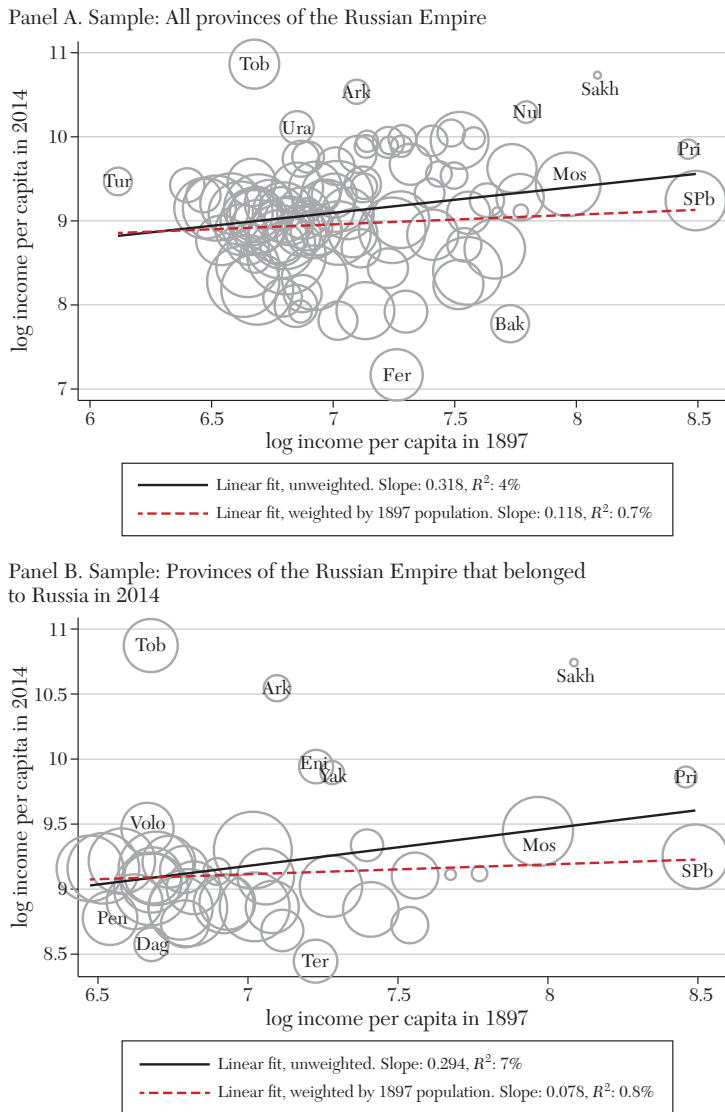 Panel A. Sample: All provinces of the Russian Empire
11
10
9
8
7
log income per capita in 2014
Tob
Ark
Sakh
Nul
Ura
Pri
Tur
Mos
SPb
Bak
Fer
6 6.5 7 7.5 8 8.5
log income per capita in 1897
Linear fit, unweighted. Slope: 0.318, R²: 4%
Linear fit, weighted by 1897 population. Slope: 0.118, R²: 0.7%
Panel B. Sample: Provinces of the Russian Empire that belonged
to Russia in 2014
11
10.5
10
9.5
9
8.5
log income per capita in 2014
Tob
Sakh
Ark
Eni
Yak
Pri
Volo
Mos
SPb
Pen
Dag
Ter
6.5 7 7.5 8 8.5
log income per capita in 1897
Linear fit, unweighted. Slope: 0.294, R²: 7%
Linear fit, weighted by 1897 population. Slope: 0.078, R²: 0.8%